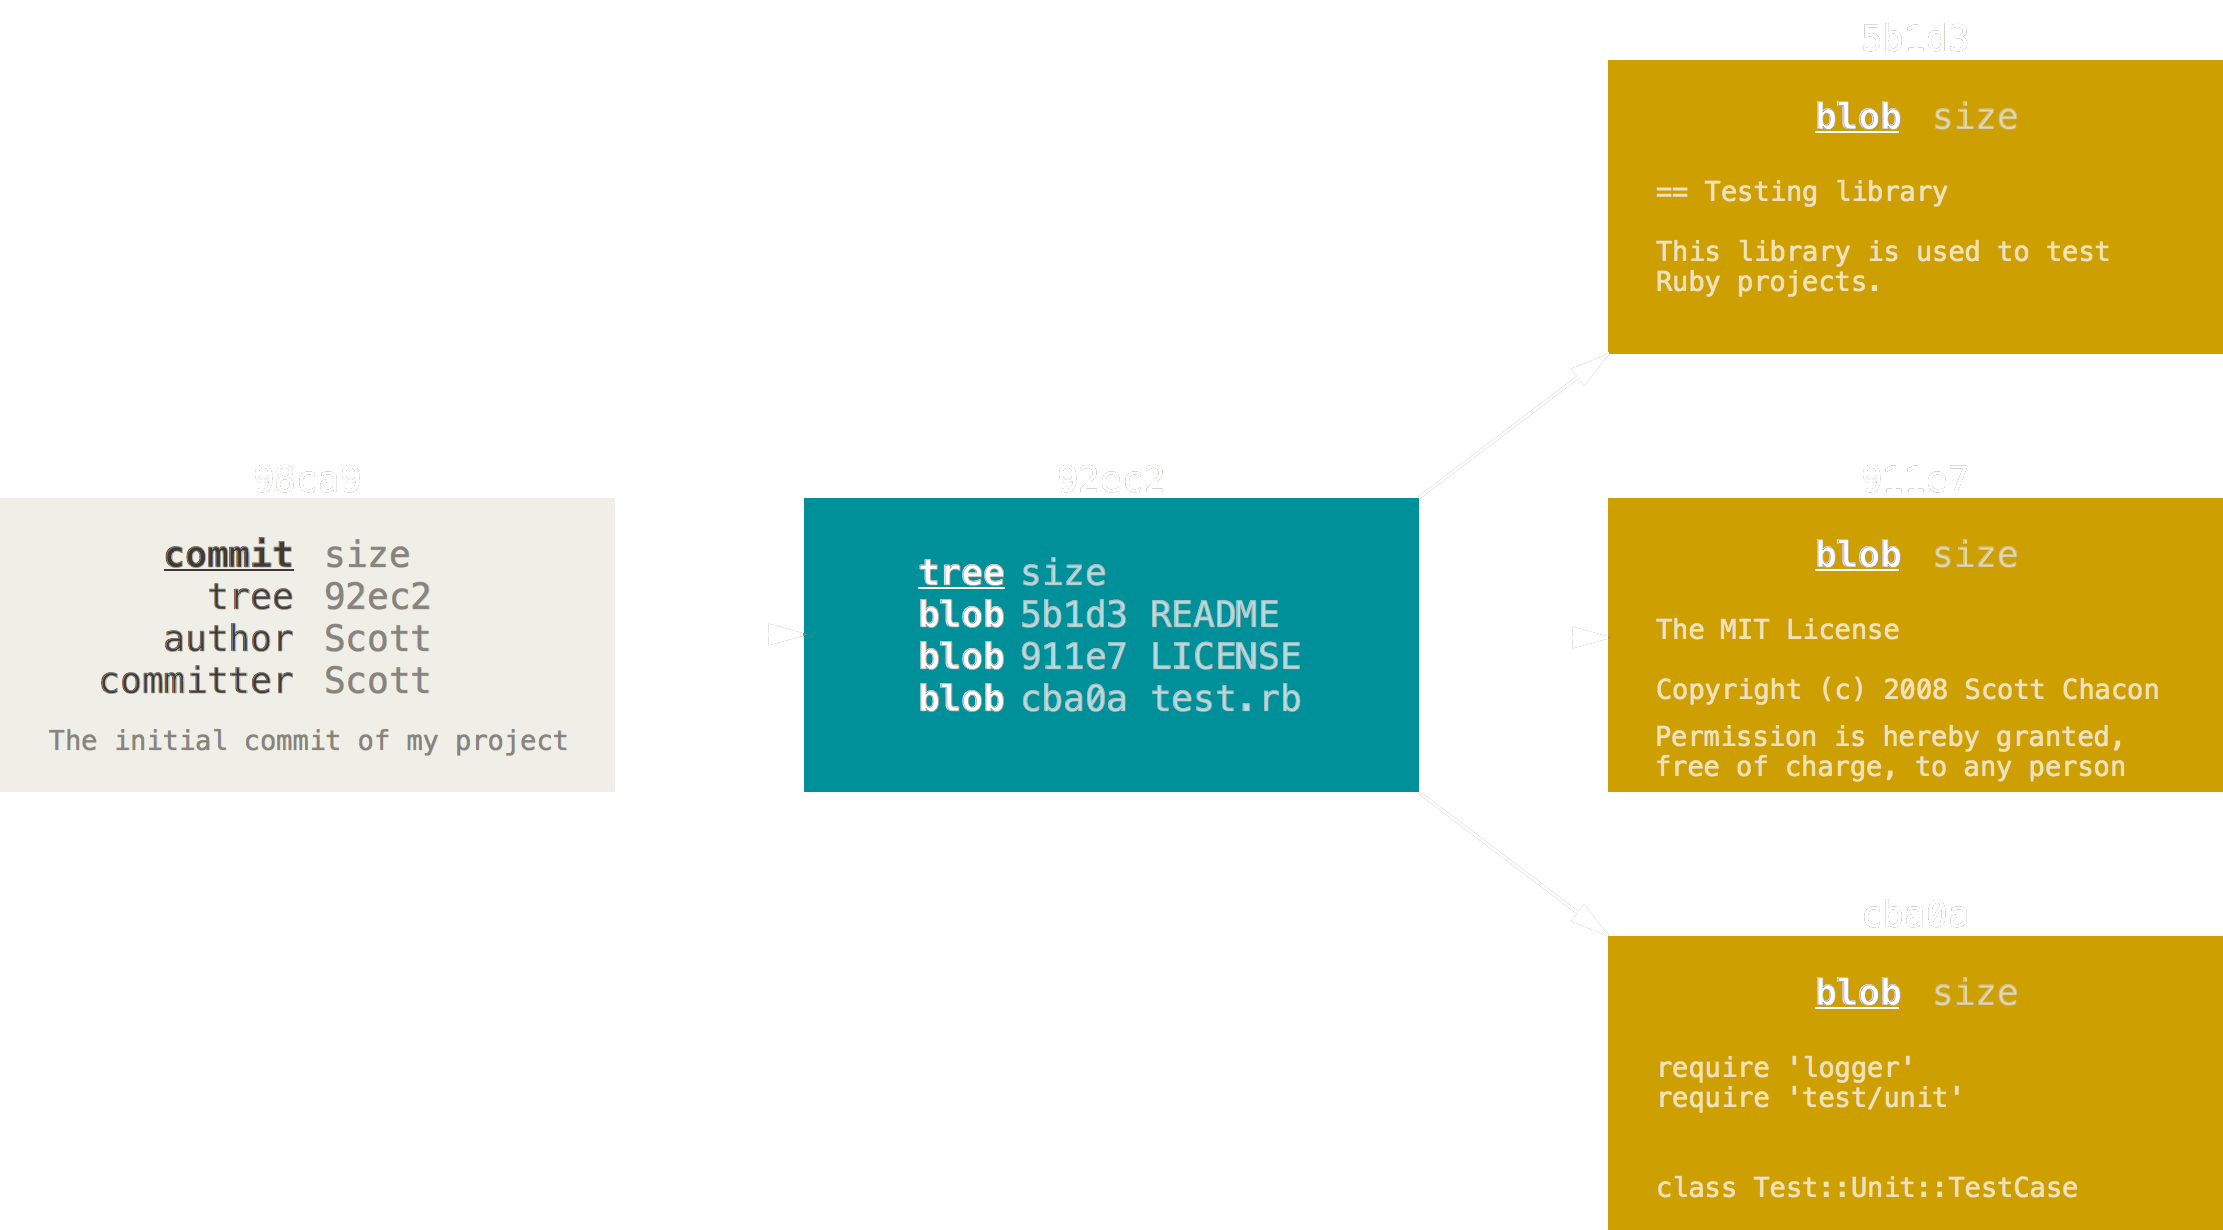 98ca9
commit size
tree 92ec2
author Scott
committer Scott
The initial commit of my project
92ec2
tree size
blob 5b1d3 README
blob 911e7 LICENSE
blob cba0a test.rb
5b1d3
blob size
== Testing library
This library is used to test
Ruby projects.
911e7
blob size
The MIT License
Copyright (c) 2008 Scott Chacon
Permission is hereby granted,
free of charge, to any person
cba0a
blob size
require 'logger'
require 'test/unit'
class Test::Unit::TestCase